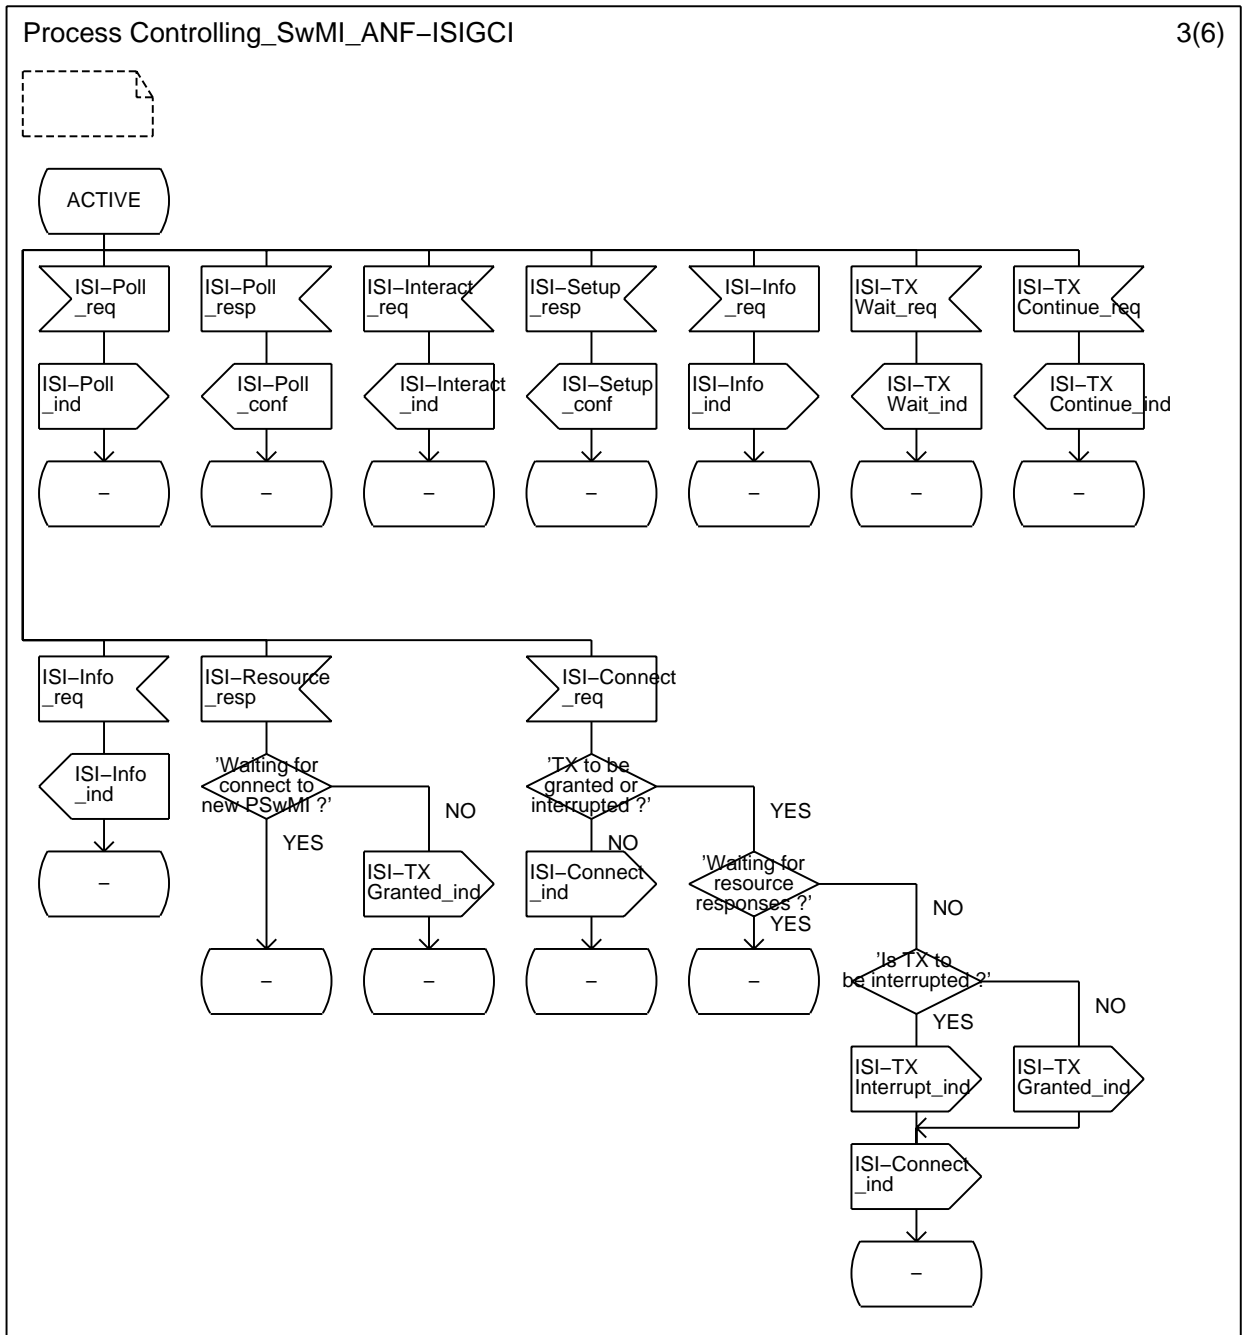 Process Controlling_SwMI_ANF−ISIGCI
3(6)
ACTIVE
ISI−Poll
_req
ISI−Poll
_resp
ISI−Interact
_req
ISI−Setup
_resp
ISI−Info
_req
ISI−TX
Wait_req
ISI−TX
Continue_req
ISI−Poll
_ind
ISI−Poll
_conf
ISI−Interact
_ind
ISI−Setup
_conf
ISI−Info
_ind
ISI−TX
Wait_ind
ISI−TX
Continue_ind
−
−
−
−
−
−
−
ISI−Info
_req
ISI−Resource
_resp
ISI−Connect
_req
ISI−Info
_ind
'Waiting for
connect to
new PSwMI ?'
'TX to be
granted or
interrupted ?'
NO
YES
YES
NO
−
ISI−TX
Granted_ind
ISI−Connect
_ind
'Waiting for
resource
responses ?'
NO
YES
−
−
−
−
'Is TX to
be interrupted ?'
NO
YES
ISI−TX
Interrupt_ind
ISI−TX
Granted_ind
ISI−Connect
_ind
−